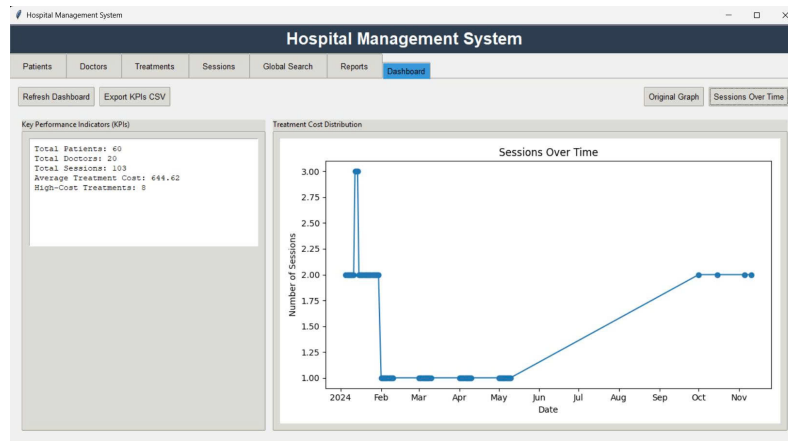 Hospital Management System
Hospital Management System
Patients Doctors Treatments Sessions Global Search Reports Dashboard
Refresh Dashboard Export KPIs CSV Original Graph Sessions Over Time
Key Performance Indicators (KPIs)
Total Patients: 60
Total Doctors: 20
Total Sessions: 103
Average Treatment Cost: 644.62
High-Cost Treatments: 8
Treatment Cost Distribution
Sessions Over Time
3.00
2.75
2.50
2.25
2.00
1.75
1.50
1.25
1.00
Number of Sessions
2024 Feb Mar Apr May Jun Jul Aug Sep Oct Nov
Date